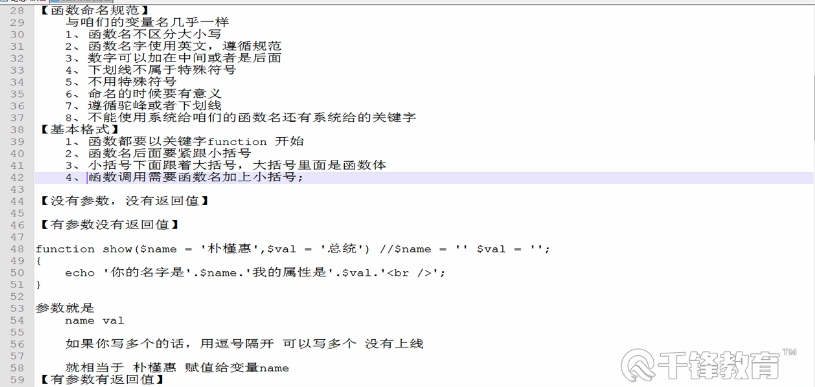 28 【函数命名规范】
29 与咱们的变量名几乎一样
30 1、函数名不区分大小写
31 2、函数名字使用英文，遵循规范
32 3、数字可以加在中间或者是后面
33 4、下划线不属于特殊符号
34 5、不用特殊符号
35 6、命名的时候要有意义
36 7、遵循驼峰或者下划线
37 8、不能使用系统给咱们的函数名还有系统给的关键字
38 【基本格式】
39 1、函数都要以关键字function 开始
40 2、函数名后面要紧跟小括号
41 3、小括号下面跟着大括号，大括号里面是函数体
42 4、函数调用需要函数名加上小括号;
43
44 【没有参数，没有返回值】
45
46 【有参数没有返回值】
47
48 function show($name = '朴槿惠',$val = '总统') //$name = '' $val = '';
49 {
50 echo '你的名字是'.$name.'我的属性是'.$val.'<br />';
51 }
52
53 参数就是
54 name val
55
56 如果你写多个的话，用逗号隔开 可以写多个 没有上线
57
58 就相当于 朴槿惠 赋值给变量name
59 【有参数有返回值】
千锋教育™